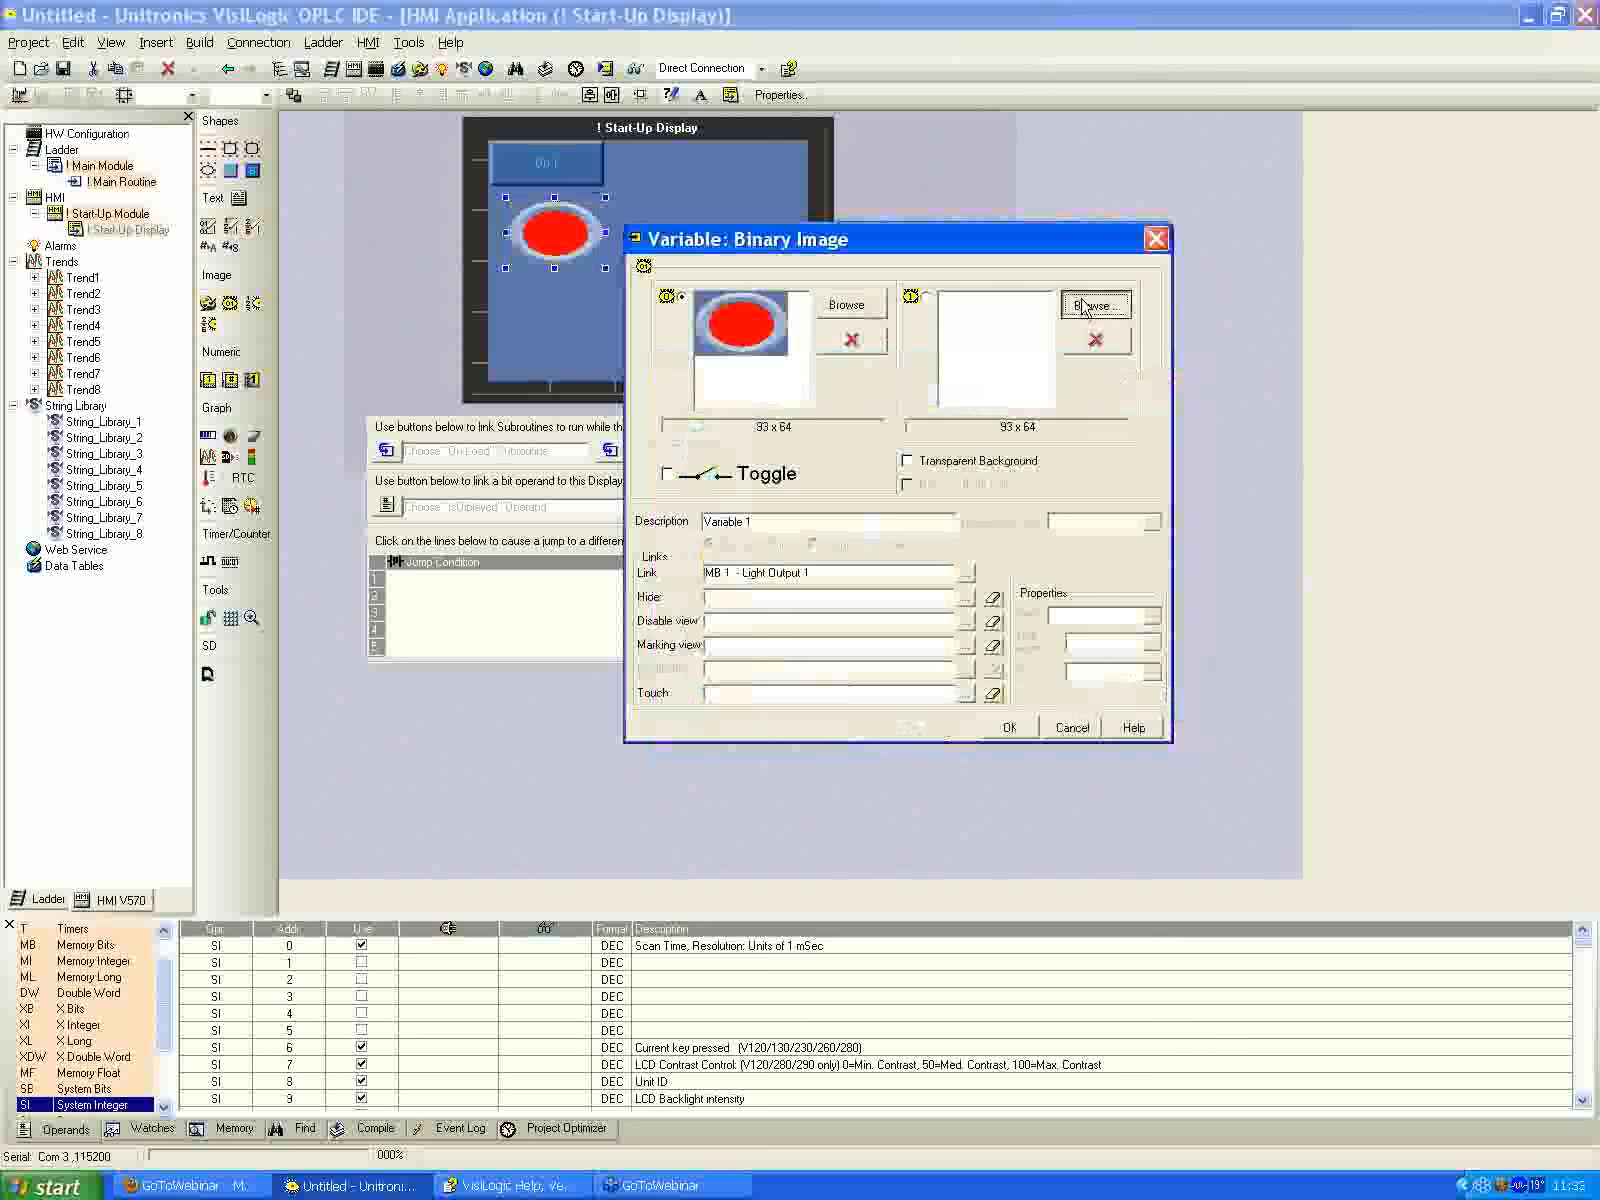 Untitled - Unitronics VisiLogic OPLC IDE - [HMI Application (! Start-Up Display)]
Project Edit View Insert Build Connection Ladder HMI Tools Help
Direct Connection
Properties..
HW Configuration
Ladder
! Main Module
! Main Routine
HMI
! Start-Up Module
! Start-Up Display
Alarms
Trends
Trend1
Trend2
Trend3
Trend4
Trend5
Trend6
Trend7
Trend8
String Library
String_Library_1
String_Library_2
String_Library_3
String_Library_4
String_Library_5
String_Library_6
String_Library_7
String_Library_8
Web Service
Data Tables
Ladder HMI V570
Shapes
Text
Image
Numeric
Graph
RTC
Timer/Counter
Tools
SD
! Start-Up Display
Use buttons below to link Subroutines to run while th
Use button below to link a bit operand to this Display
Click on the lines below to cause a jump to a differen
Jump Condition
1
2
3
4
5
Variable: Binary Image
Browse
Browse ..
93 x 64
93 x 64
Toggle
Transparent Background
Description Variable 1
Links
Link MB 1 - Light Output 1
Hide:
Disable view
Marking view:
Touch:
Properties
OK Cancel Help
T Timers
MB Memory Bits
MI Memory Integer
ML Memory Long
DW Double Word
XB X Bits
XI X Integer
XL X Long
XDW X Double Word
MF Memory Float
SB System Bits
SI System Integer
Opr Addr Use Format Description
SI 0 DEC Scan Time, Resolution: Units of 1 mSec
SI 1 DEC
SI 2 DEC
SI 3 DEC
SI 4 DEC
SI 5 DEC
SI 6 DEC Current key pressed (V120/130/230/260/280)
SI 7 DEC LCD Contrast Control: (V120/280/290 only) 0=Min. Contrast, 50=Med. Contrast, 100=Max. Contrast
SI 8 DEC Unit ID
SI 9 DEC LCD Backlight intensity
Operands Watches Memory Find Compile Event Log Project Optimizer
Serial: Com 3 ,115200 000%
start GoToWebinar M... Untitled - Unitroni... VisiLogic Help, Ve... GoToWebinar 19°